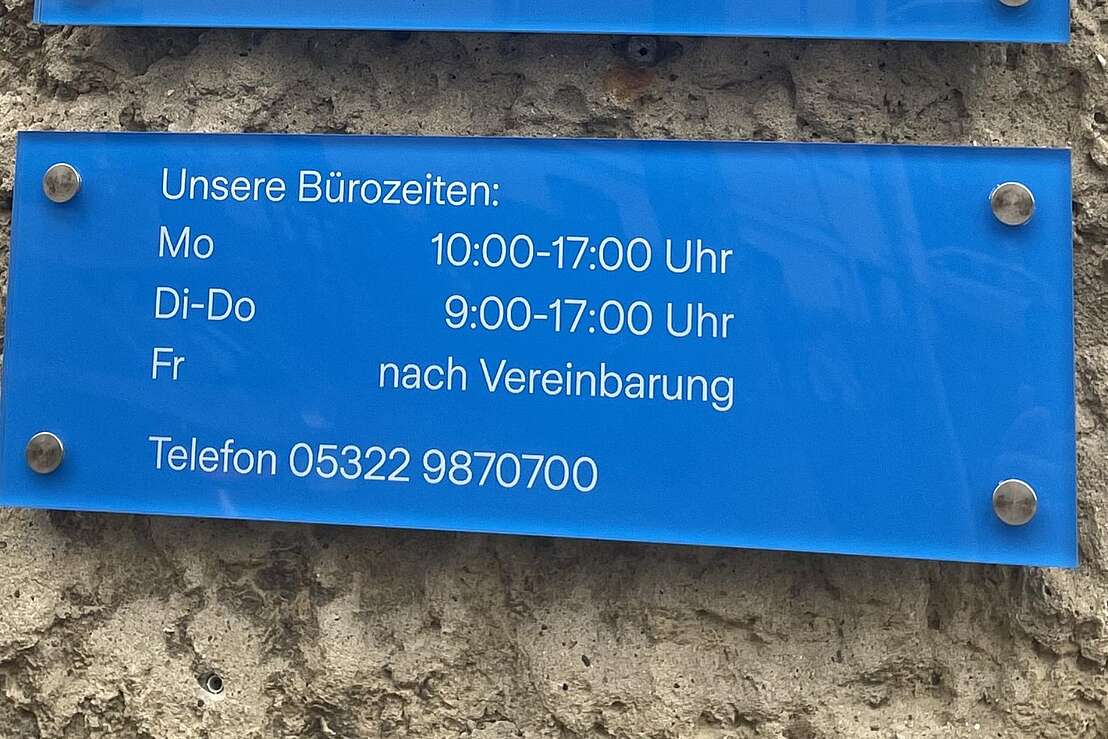 Unsere Bürozeiten:
Mo 10:00-17:00 Uhr
Di-Do 9:00-17:00 Uhr
Fr nach Vereinbarung
Telefon 05322 9870700